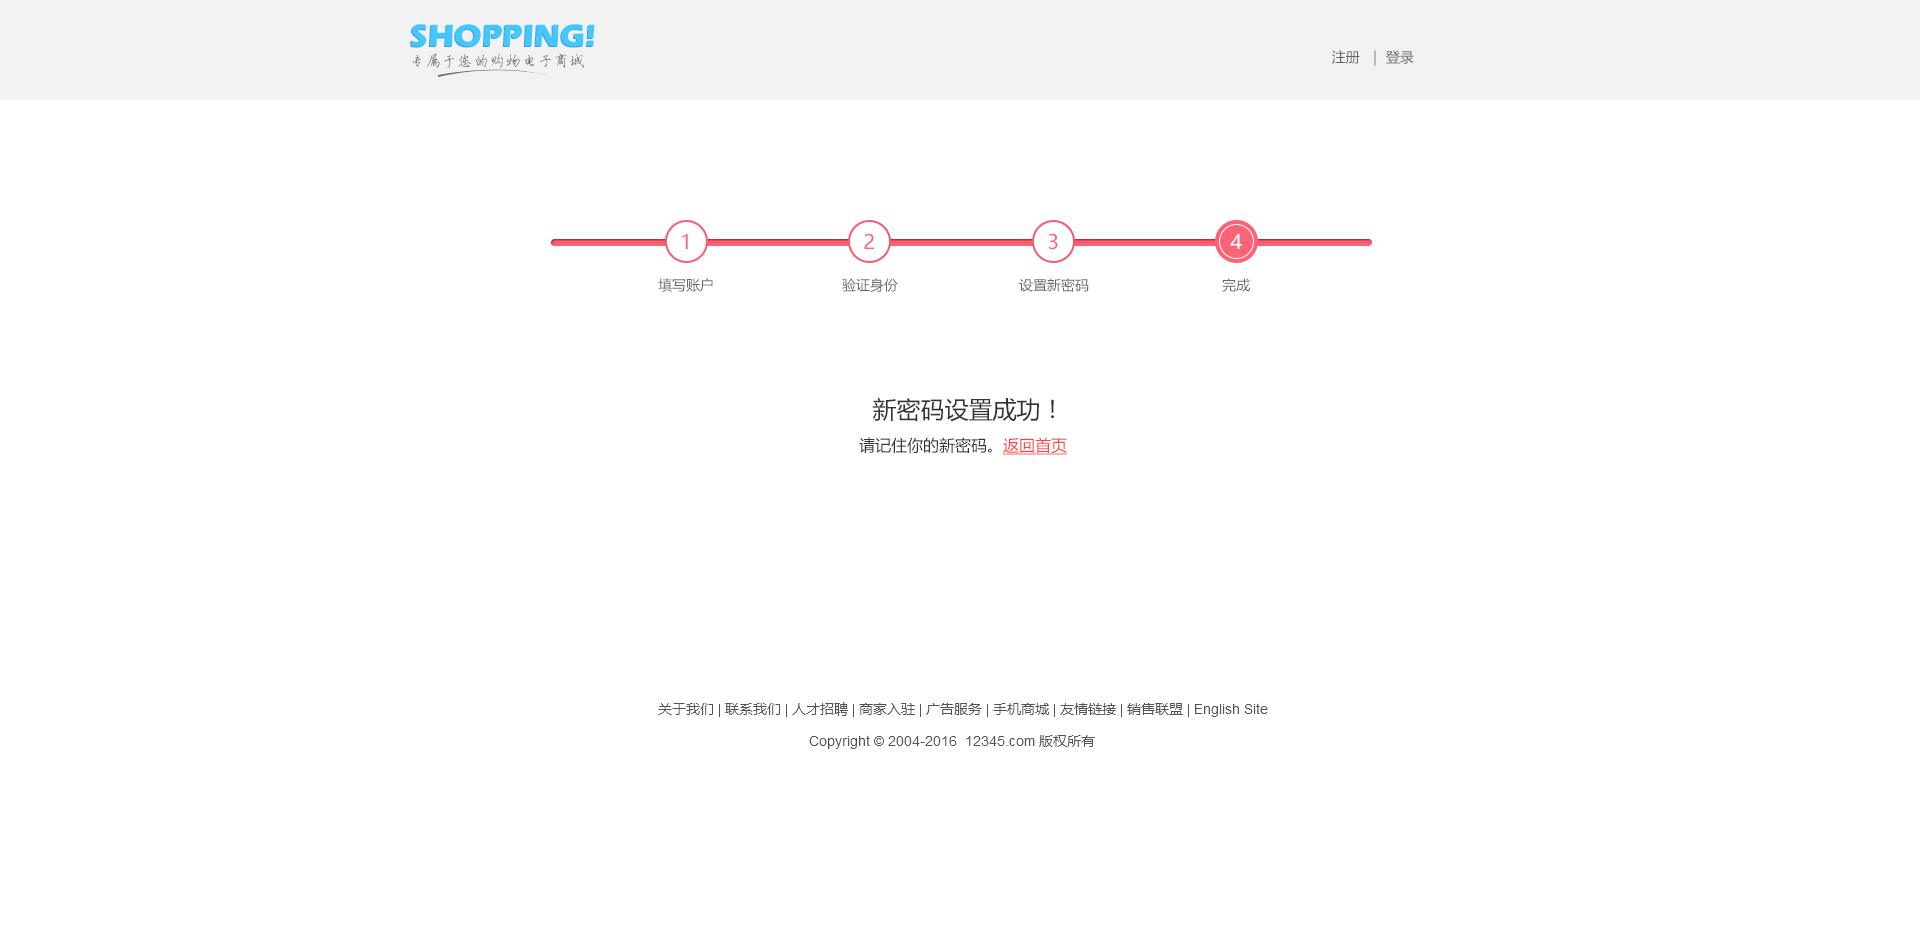 SHOPPING!
专属于您的购物电子商城
注册 | 登录
1 2 3 4
填写账户 验证身份 设置新密码 完成
新密码设置成功！
请记住你的新密码。返回首页
关于我们 | 联系我们 | 人才招聘 | 商家入驻 | 广告服务 | 手机商城 | 友情链接 | 销售联盟 | English Site
Copyright © 2004-2016 12345.com 版权所有